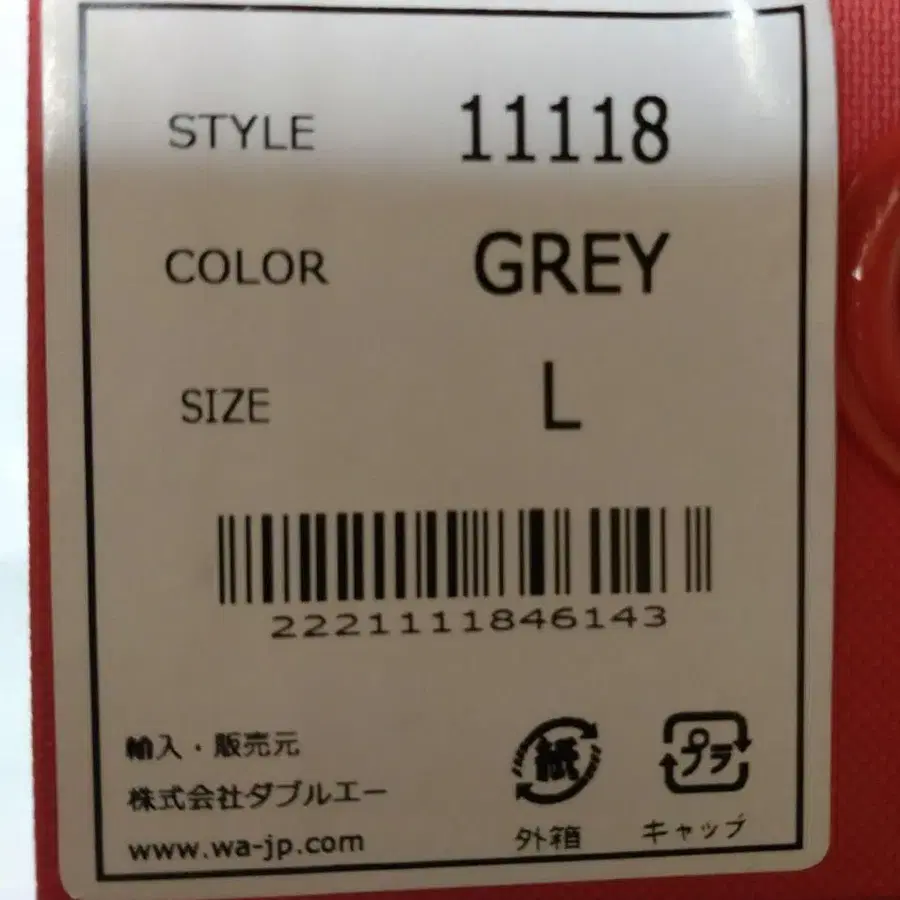 STYLE 11118
COLOR GREY
SIZE L
2221111846143
輸入・販売元
株式会社ダブルエー
www.wa-jp.com
紙
外箱
プラ
キャップ